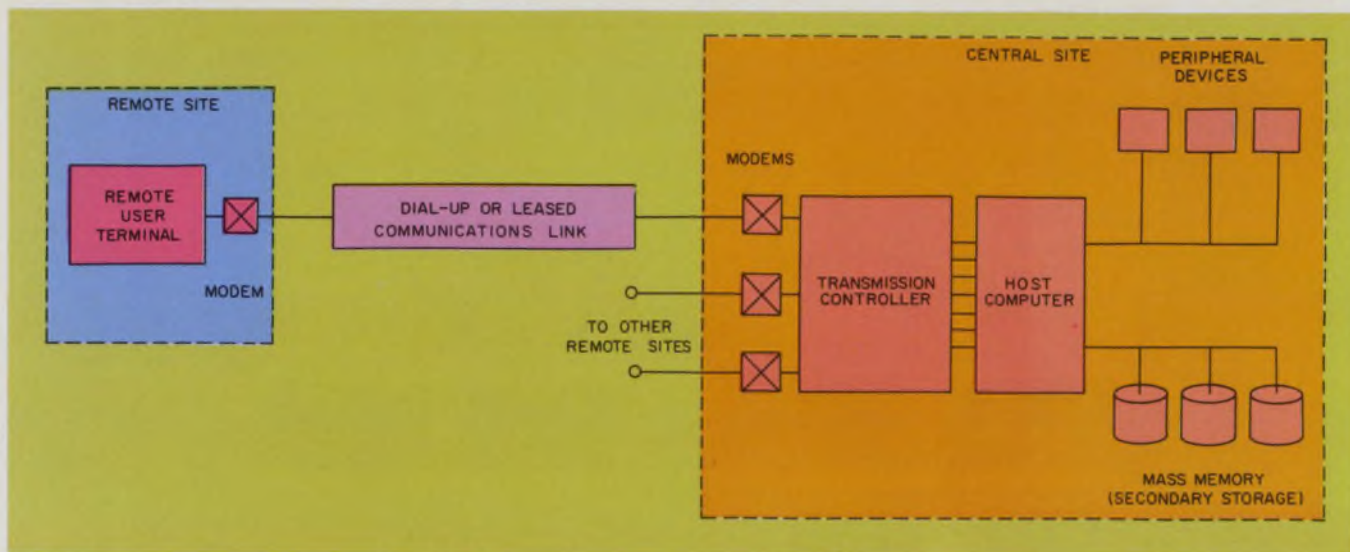 REMOTE SITE
REMOTE
USER
TERMINAL
MODEM
DIAL-UP OR LEASED
COMMUNICATIONS LINK
TO OTHER
REMOTE SITES
CENTRAL SITE
MODEMS
TRANSMISSION
CONTROLLER
HOST
COMPUTER
PERIPHERAL
DEVICES
MASS MEMORY
(SECONDARY STORAGE)